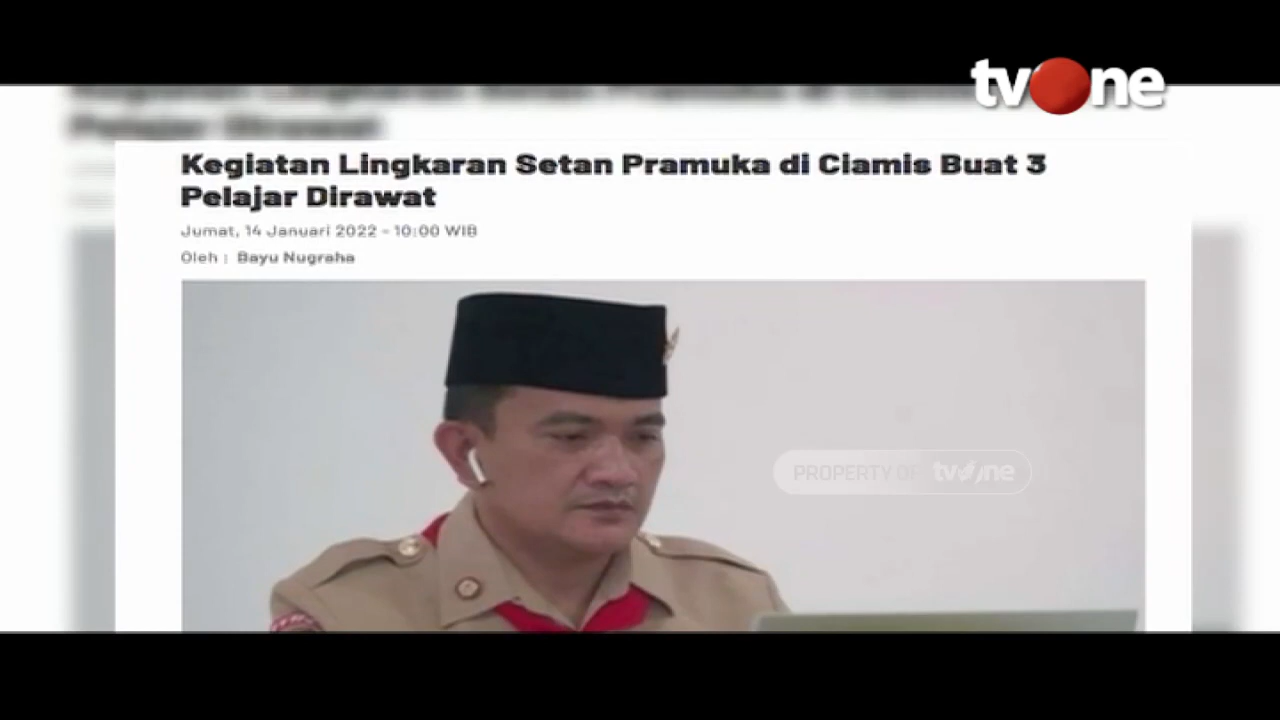 tvOne
Kegiatan Lingkaran Setan Pramuka di Ciamis Buat 3
Pelajar Dirawat
Jumat, 14 Januari 2022 - 10:00 WIB
Oleh : Bayu Nugraha
PROPERTY OF tvOne